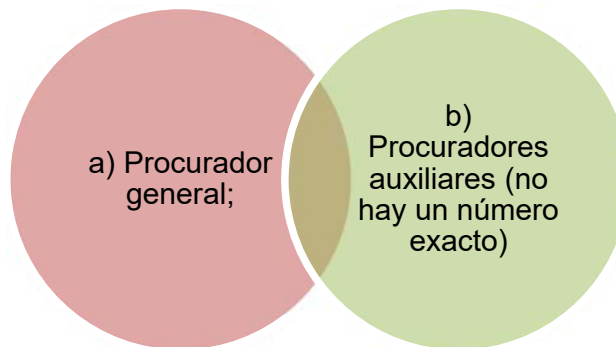 a) Procurador
general;
b)
Procuradores
auxiliares (no
hay un número
exacto)